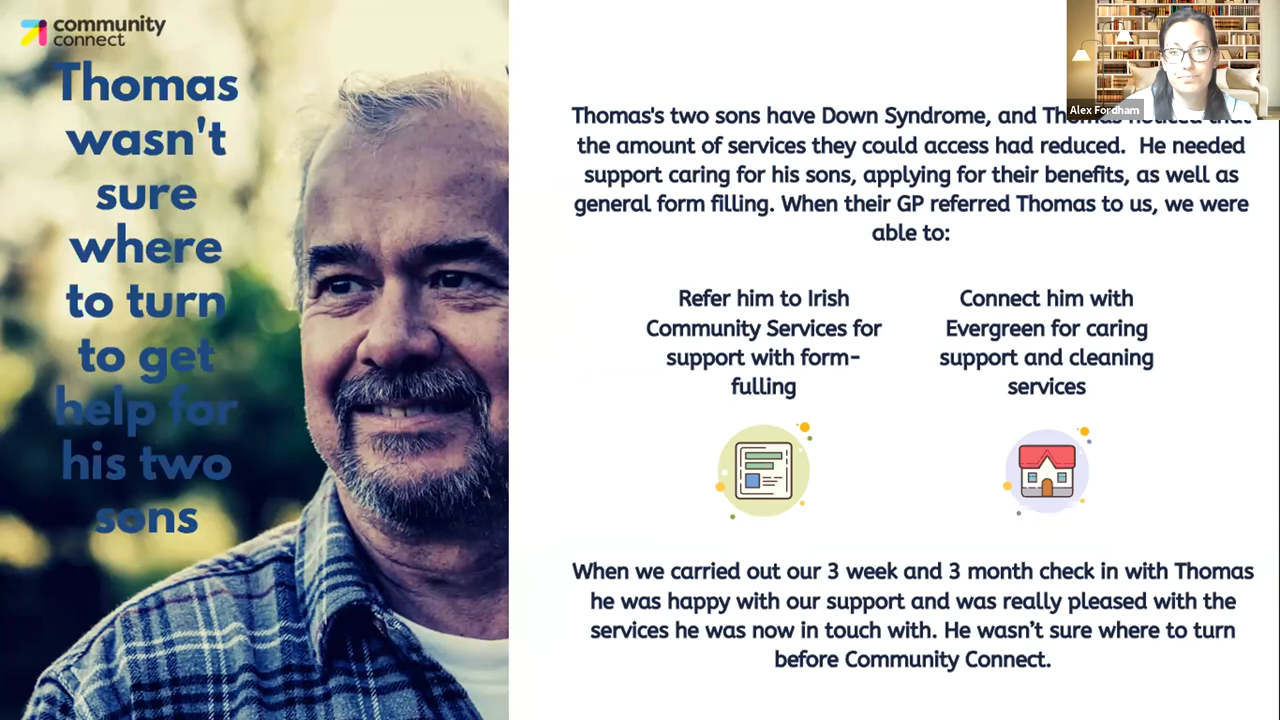 community
connect
Thomas
wasn't
sure
where
to turn
to get
help for
his two
sons
Alex Fordham
Thomas's two sons have Down Syndrome, and Thomas noticed that
the amount of services they could access had reduced. He needed
support caring for his sons, applying for their benefits, as well as
general form filling. When their GP referred Thomas to us, we were
able to:
Refer him to Irish
Community Services for
support with form-
fulling
Connect him with
Evergreen for caring
support and cleaning
services
When we carried out our 3 week and 3 month check in with Thomas
he was happy with our support and was really pleased with the
services he was now in touch with. He wasn’t sure where to turn
before Community Connect.